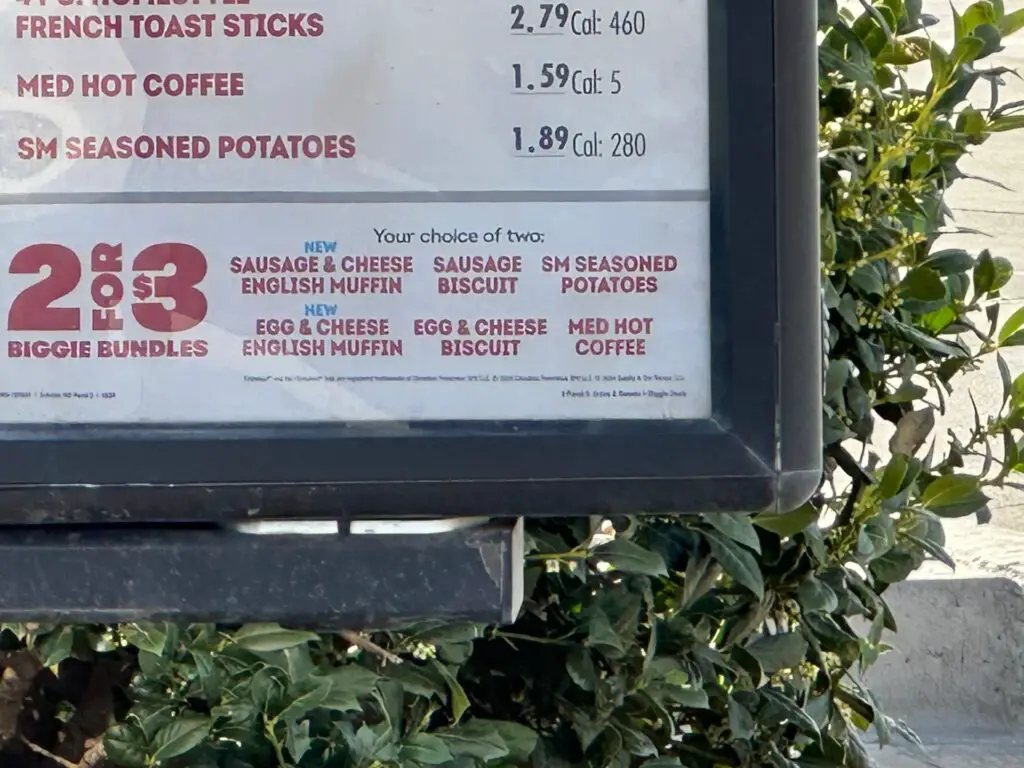 FRENCH TOAST STICKS 2.79 Cal: 460
MED HOT COFFEE 1.59 Cal: 5
SM SEASONED POTATOES 1.89 Cal: 280
2 FOR $3
BIGGIE BUNDLES
Your choice of two:
NEW
SAUSAGE & CHEESE
ENGLISH MUFFIN
SAUSAGE
BISCUIT
SM SEASONED
POTATOES
NEW
EGG & CHEESE
ENGLISH MUFFIN
EGG & CHEESE
BISCUIT
MED HOT
COFFEE